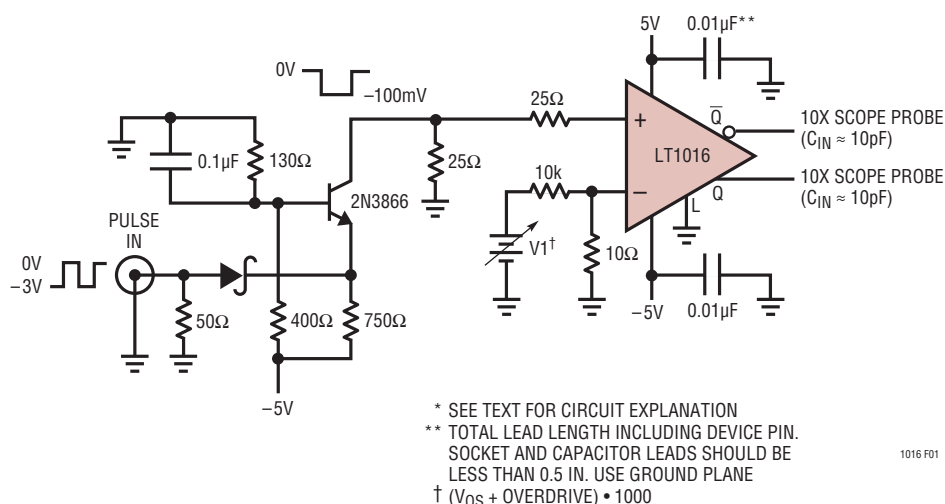 5V
0.01µF**
0V
−100mV
25Ω
+
Q̅
10X SCOPE PROBE
(CIN ≈ 10pF)
0.1µF
130Ω
25Ω
LT1016
10k
−
Q
10X SCOPE PROBE
(CIN ≈ 10pF)
2N3866
L
PULSE
IN
V1†
10Ω
0V
−3V
50Ω
400Ω
750Ω
−5V
0.01µF
−5V
* SEE TEXT FOR CIRCUIT EXPLANATION
** TOTAL LEAD LENGTH INCLUDING DEVICE PIN.
SOCKET AND CAPACITOR LEADS SHOULD BE
LESS THAN 0.5 IN. USE GROUND PLANE
† (VOS + OVERDRIVE) • 1000
1016 F01